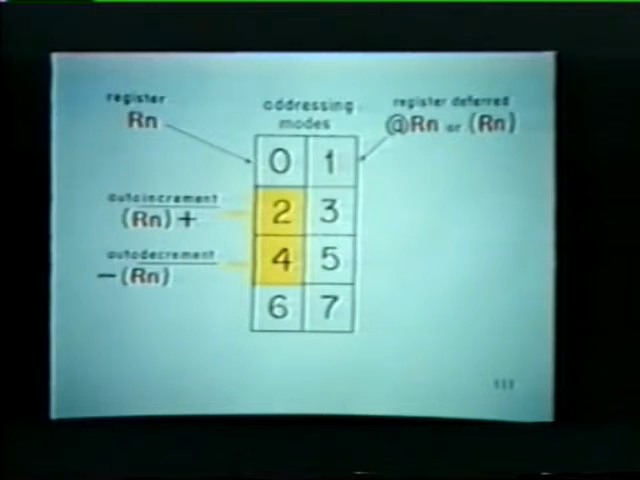 register
Rn
addressing
modes
register deferred
@Rn or (Rn)
0 1
autoincrement
(Rn)+
2 3
autodecrement
-(Rn)
4 5
6 7
111